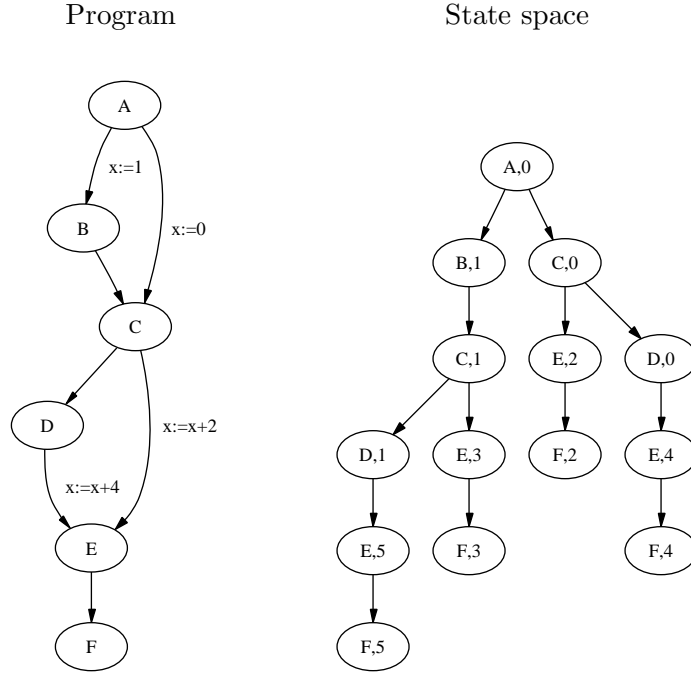 Program
State space
A
x:=1
B
x:=0
C
D
x:=x+2
x:=x+4
E
F
A,0
B,1 C,0
C,1 E,2 D,0
D,1 E,3 F,2 E,4
E,5 F,3 F,4
F,5